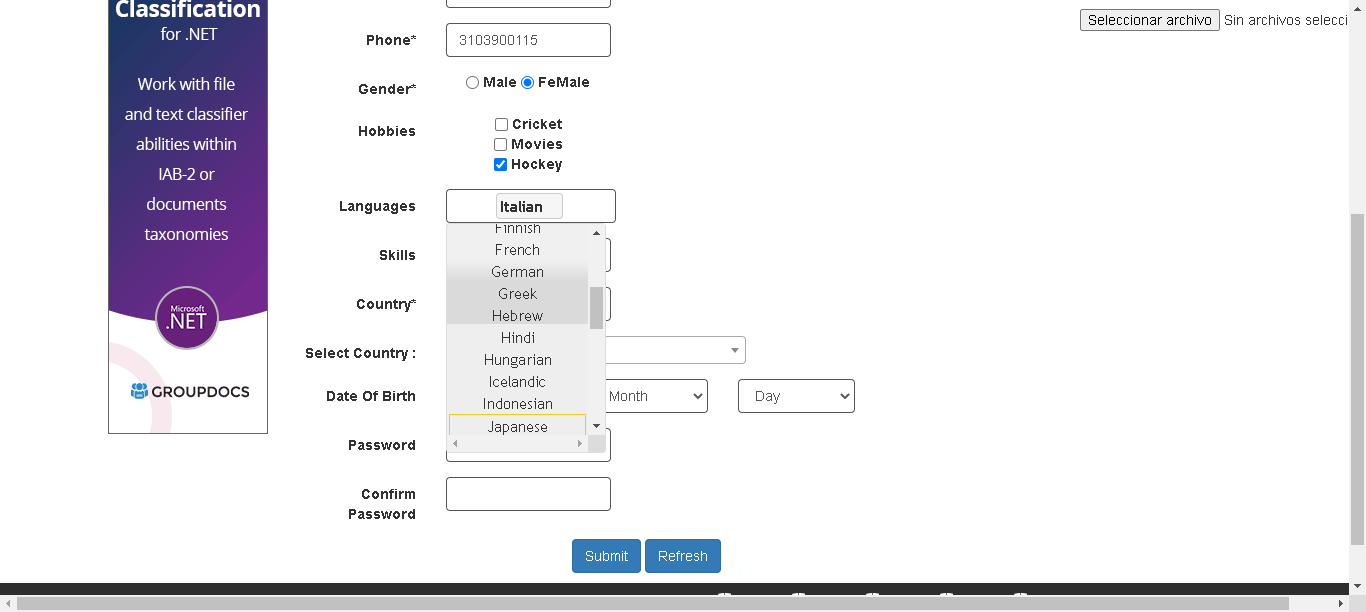 Classification
for .NET
Work with file
and text classifier
abilities within
IAB-2 or
documents
taxonomies
Microsoft
.NET
GROUPDOCS
Seleccionar archivo Sin archivos selecci
Phone* 3103900115
Gender* Male FeMale
Hobbies Cricket
Movies
Hockey
Languages Italian
Finnish
French
German
Greek
Hebrew
Hindi
Hungarian
Icelandic
Indonesian
Japanese
Skills
Country*
Select Country :
Date Of Birth Month Day
Password
Confirm
Password
Submit Refresh